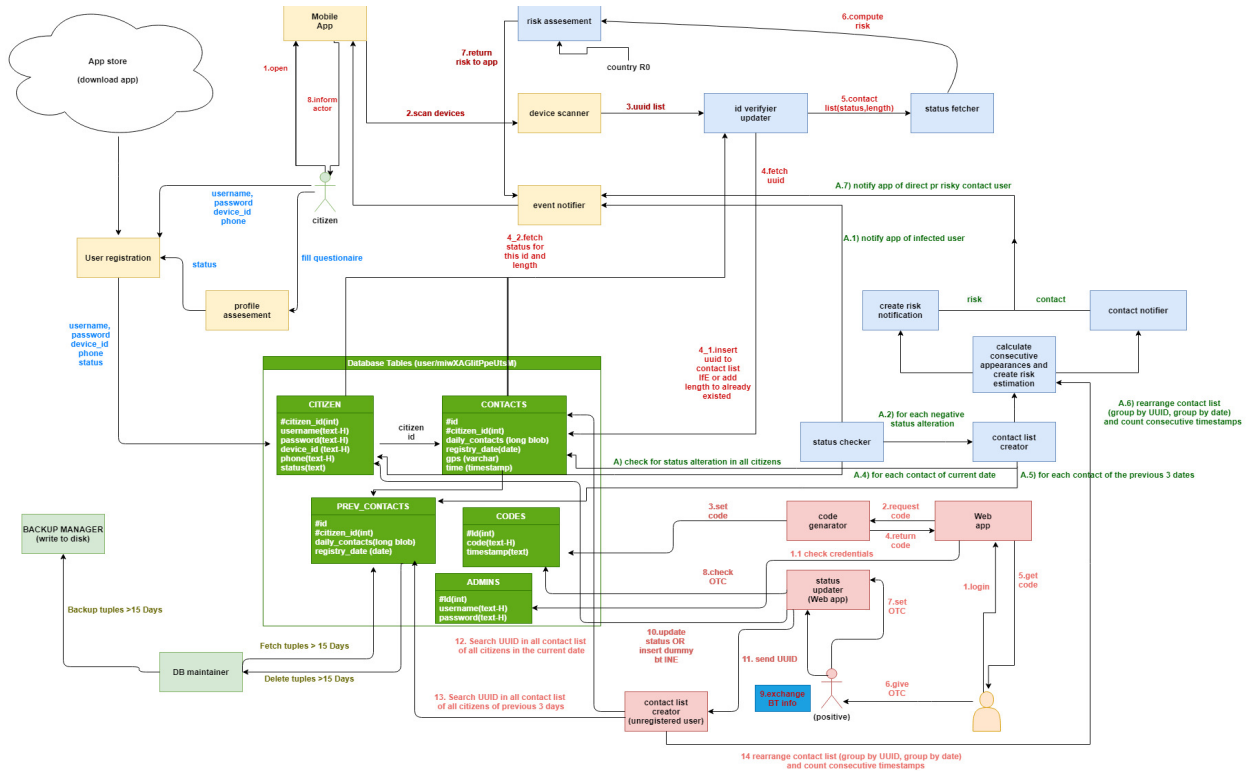 App store
(download app)
Mobile
App
1.open
8.inform
actor
citizen
2.scan devices
7.return
risk to app
risk assesement
country R0
6.compute
risk
device scanner
3.uuid list
id verifyier
updater
5.contact
list(status,length)
status fetcher
4.fetch
uuid
event notifier
A.7) notify app of direct pr risky contact user
A.1) notify app of infected user
username,
password
device_id
phone
User registration
status
fill questionaire
profile
assesement
4_2.fetch
status for
this id and
length
username,
password
device_id
phone
status
create risk
notification
risk
contact
contact notifier
calculate
consecutive
appearances and
create risk
estimation
4_1.insert
uuid to
contact list
IfE or add
length to already
existed
A.6) rearrange contact list
(group by UUID, group by date)
and count consecutive timestamps
A.2) for each negative
status alteration
status checker
contact list
creator
A) check for status alteration in all citizens
A.4) for each contact of current date
A.5) for each contact of the previous 3 dates
Database Tables (user/miwXAGlitPpeUtsM)
CITIZEN
#citizen_id(int)
username(text-H)
password(text-H)
device_id (text-H)
phone(text-H)
status(text)
citizen
id
CONTACTS
#id
#citizen_id(int)
daily_contacts (long blob)
registry_date(date)
gps (varchar)
time (timestamp)
PREV_CONTACTS
#id
#citizen_id(int)
daily_contacts(long blob)
registry_date (date)
CODES
#Id(int)
code(text-H)
timestamp(text)
ADMINS
#Id(int)
username(text-H)
password(text-H)
BACKUP MANAGER
(write to disk)
Backup tuples >15 Days
Fetch tuples > 15 Days
DB maintainer
Delete tuples >15 Days
3.set
code
code
genarator
2.request
code
4.return
code
Web
app
1.1 check credentials
8.check
OTC
status
updater
(Web app)
7.set
OTC
1.login
5.get
code
12. Search UUID in all contact list
of all citizens in the current date
10.update
status OR
insert dummy
bt INE
11. send UUID
9.exchange
BT info
(positive)
6.give
OTC
13. Search UUID in all contact list
of all citizens of previous 3 days
contact list
creator
(unregistered user)
14 rearrange contact list (group by UUID, group by date)
and count consecutive timestamps